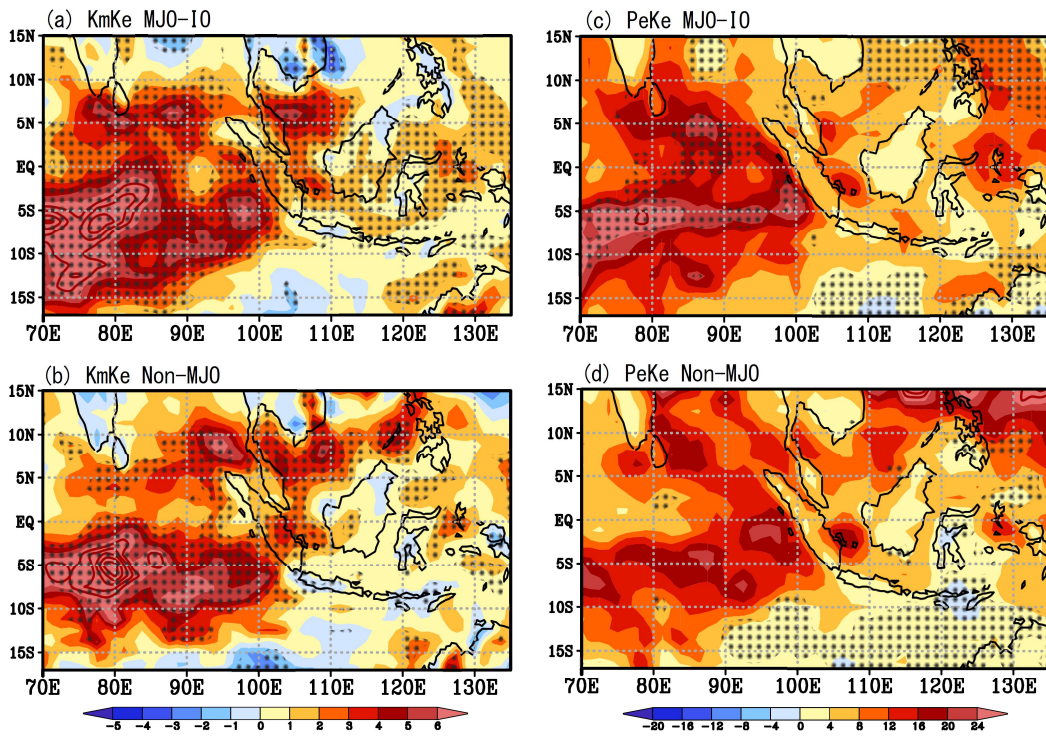 (a) KmKe MJO-IO
15N
10N
5N
EQ
5S
10S
15S
70E 80E 90E 100E 110E 120E 130E
(c) PeKe MJO-IO
15N
10N
5N
EQ
5S
10S
15S
70E 80E 90E 100E 110E 120E 130E
(b) KmKe Non-MJO
15N
10N
5N
EQ
5S
10S
15S
70E 80E 90E 100E 110E 120E 130E
(d) PeKe Non-MJO
15N
10N
5N
EQ
5S
10S
15S
70E 80E 90E 100E 110E 120E 130E
-5 -4 -3 -2 -1 0 1 2 3 4 5 6
-20 -16 -12 -8 -4 0 4 8 12 16 20 24